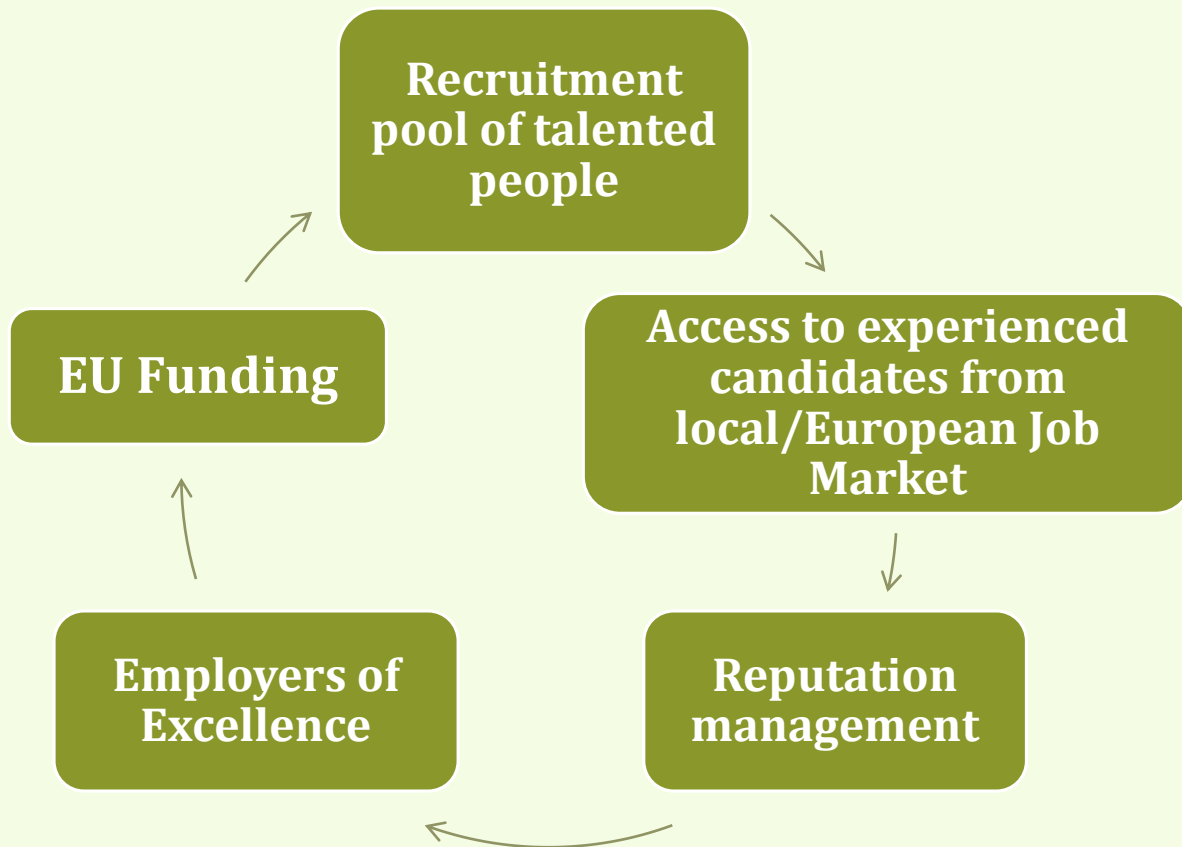 Recruitment
pool of talented
people
Access to experienced
candidates from
local/European Job
Market
Reputation
management
Employers of
Excellence
EU Funding